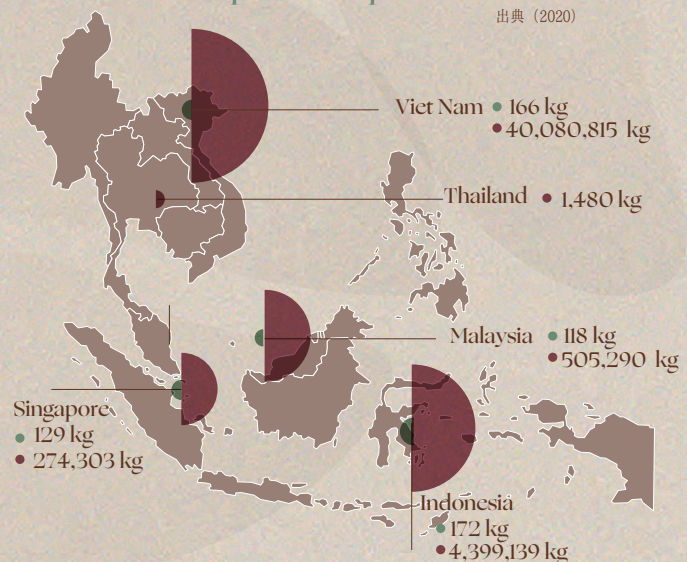 出典（2020）
Viet Nam 166 kg
40,080,815 kg
Thailand 1,480 kg
Malaysia 118 kg
505,290 kg
Singapore
129 kg
274,303 kg
Indonesia
172 kg
4,399,139 kg